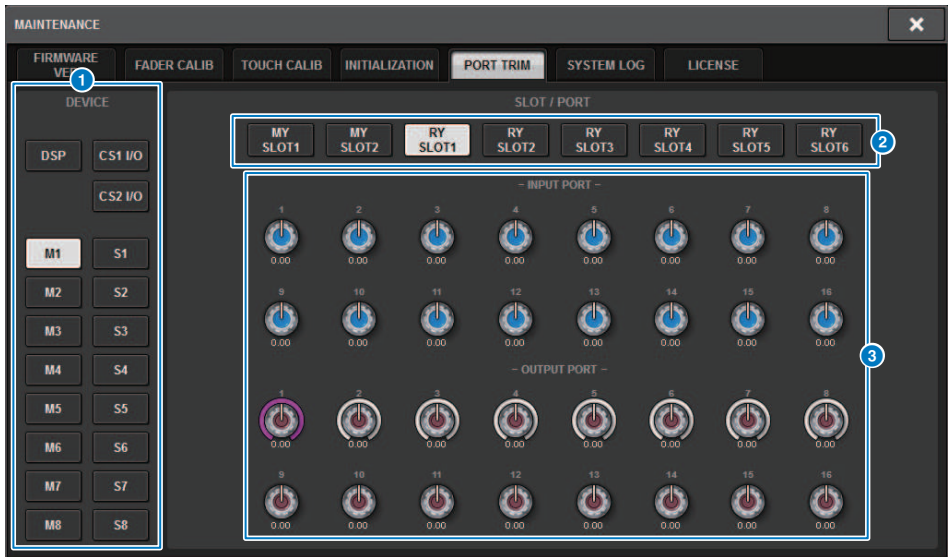 MAINTENANCE
FIRMWARE
VER
FADER CALIB
TOUCH CALIB
INITIALIZATION
PORT TRIM
SYSTEM LOG
LICENSE
1
DEVICE
DSP
CS1 I/O
CS2 I/O
M1
S1
M2
S2
M3
S3
M4
S4
M5
S5
M6
S6
M7
S7
M8
S8
SLOT / PORT
MY
SLOT1
MY
SLOT2
RY
SLOT1
RY
SLOT2
RY
SLOT3
RY
SLOT4
RY
SLOT5
RY
SLOT6
2
– INPUT PORT –
1 2 3 4 5 6 7 8
0.00 0.00 0.00 0.00 0.00 0.00 0.00 0.00
9 10 11 12 13 14 15 16
0.00 0.00 0.00 0.00 0.00 0.00 0.00 0.00
3
– OUTPUT PORT –
1 2 3 4 5 6 7 8
0.00 0.00 0.00 0.00 0.00 0.00 0.00 0.00
9 10 11 12 13 14 15 16
0.00 0.00 0.00 0.00 0.00 0.00 0.00 0.00